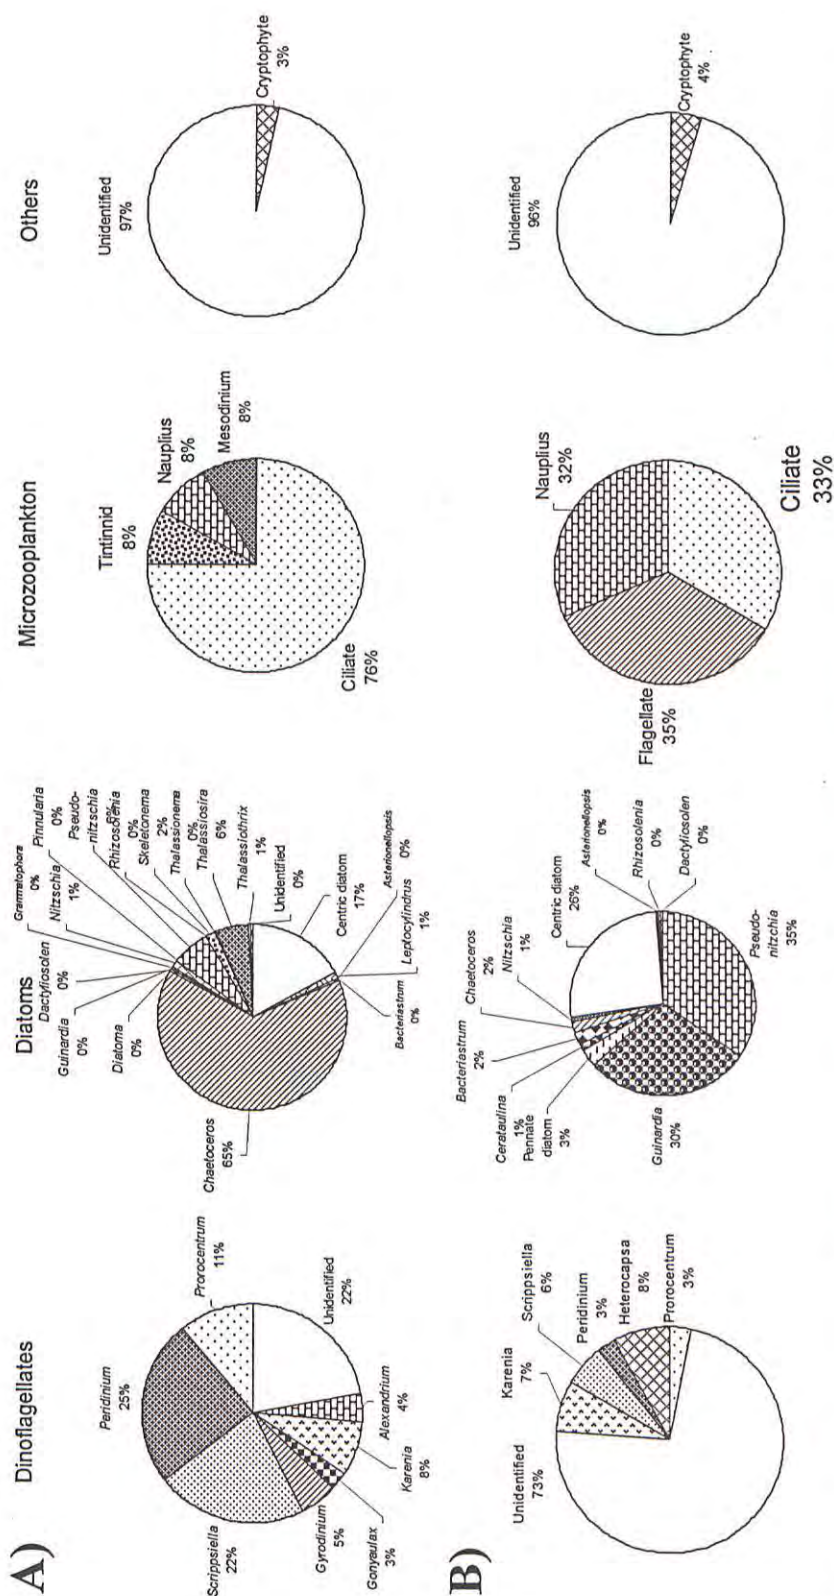 A)
Dinoflagellates
Prorocentrum
11%
Peridinium
25%
Unidentified
22%
Scrippsiella
22%
Alexandrium
4%
Karenia
8%
Gyrodinium
5%
Gonyaulax
3%
Diatoms
Grammatophora
0%
Pinnularia
0%
Nitzschia
1%
Pseudo-
nitzschia
6%
Dactyliosolen
0%
Rhizosolenia
0%
Guinardia
0%
Skeletonema
2%
Thalassionema
0%
Diatoma
0%
Thalassiosira
6%
Thalassiothrix
1%
Unidentified
0%
Chaetoceros
65%
Centric diatom
17%
Asterionellopsis
0%
Leptocylindrus
1%
Bacteriastrum
0%
Microzooplankton
Tintinnid
8%
Nauplius
8%
Mesodinium
8%
Ciliate
76%
Others
Unidentified
97%
Cryptophyte
3%
B)
Karenia
7%
Scrippsiella
6%
Peridinium
3%
Heterocapsa
8%
Prorocentrum
3%
Unidentified
73%
Centric diatom
26%
Chaetoceros
2%
Nitzschia
1%
Asterionellopsis
0%
Bacteriastrum
2%
Rhizosolenia
0%
Cerataulina
1%
Dactyliosolen
0%
Pennate
diatom
3%
Guinardia
30%
Pseudo-
nitzchia
35%
Nauplius
32%
Flagellate
35%
Ciliate
33%
Unidentified
96%
Cryptophyte
4%